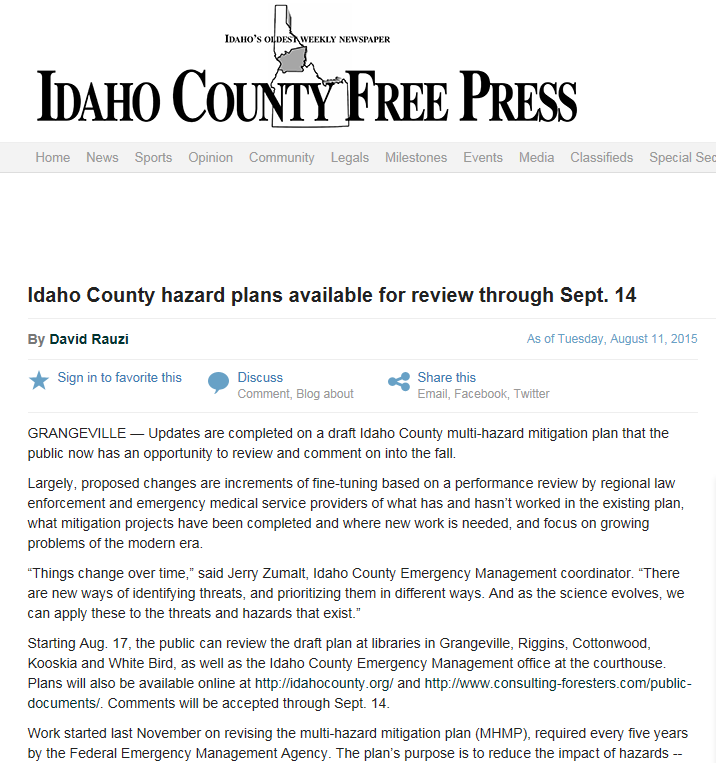 IDAHO'S OLDEST WEEKLY NEWSPAPER
IDAHO COUNTY FREE PRESS
Home News Sports Opinion Community Legals Milestones Events Media Classifieds Special Sec
Idaho County hazard plans available for review through Sept. 14
By David Rauzi As of Tuesday, August 11, 2015
Sign in to favorite this Discuss Share this
Comment, Blog about Email, Facebook, Twitter
GRANGEVILLE — Updates are completed on a draft Idaho County multi-hazard mitigation plan that the
public now has an opportunity to review and comment on into the fall.
Largely, proposed changes are increments of fine-tuning based on a performance review by regional law
enforcement and emergency medical service providers of what has and hasn't worked in the existing plan,
what mitigation projects have been completed and where new work is needed, and focus on growing
problems of the modern era.
“Things change over time,” said Jerry Zumalt, Idaho County Emergency Management coordinator. “There
are new ways of identifying threats, and prioritizing them in different ways. And as the science evolves, we
can apply these to the threats and hazards that exist.”
Starting Aug. 17, the public can review the draft plan at libraries in Grangeville, Riggins, Cottonwood,
Kooskia and White Bird, as well as the Idaho County Emergency Management office at the courthouse.
Plans will also be available online at http://idahocounty.org/ and http://www.consulting-foresters.com/public-
documents/. Comments will be accepted through Sept. 14.
Work started last November on revising the multi-hazard mitigation plan (MHMP), required every five years
by the Federal Emergency Management Agency. The plan's purpose is to reduce the impact of hazards --